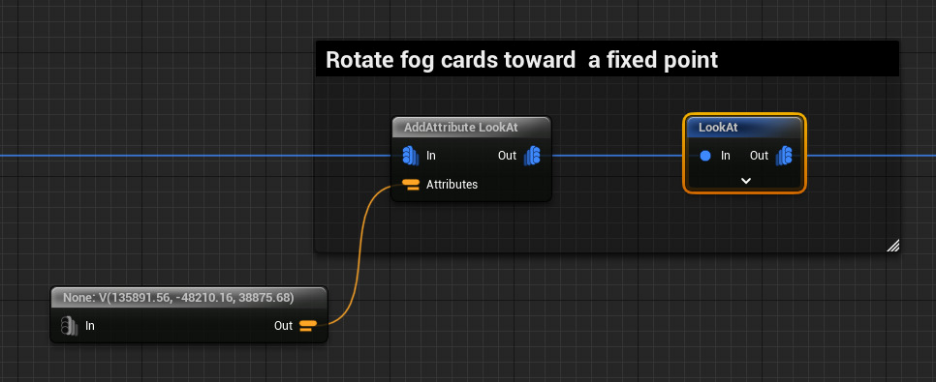 Rotate fog cards toward  a fixed point
AddAttribute LookAt
In Out
Attributes
LookAt
In Out
None: V(135891.56, -48210.16, 38875.68)
In Out